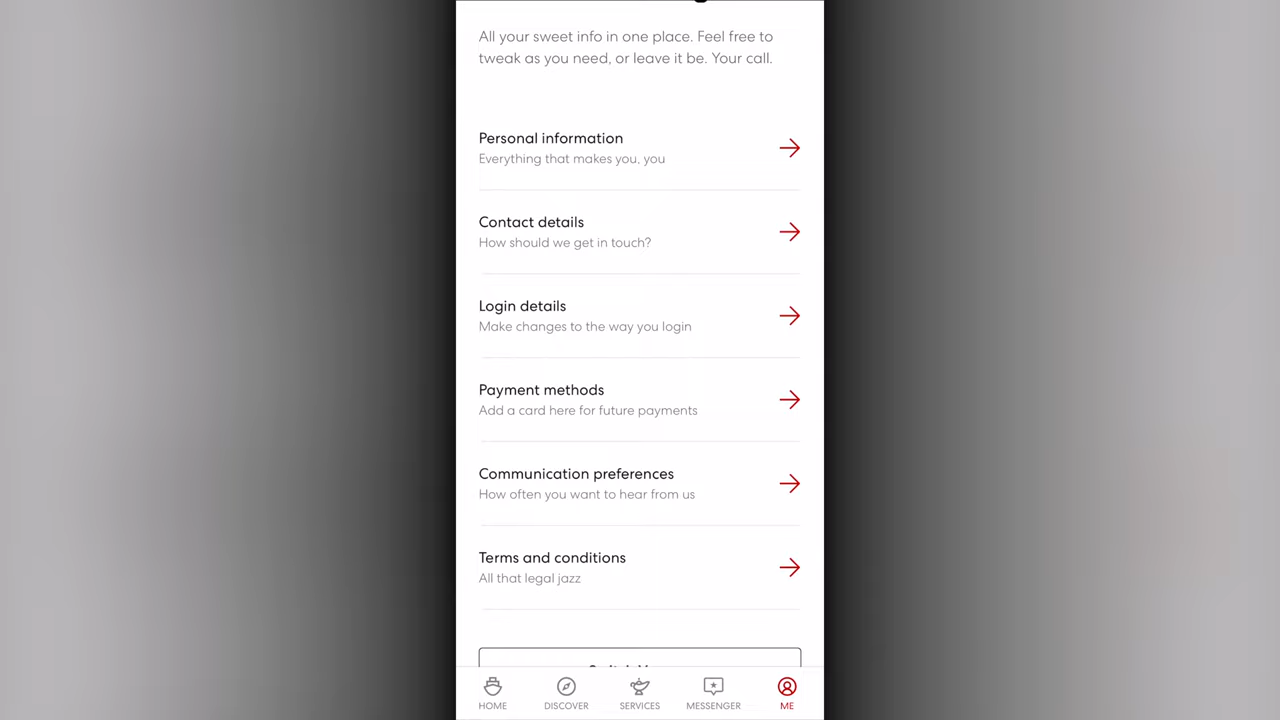 All your sweet info in one place. Feel free to
tweak as you need, or leave it be. Your call.
Personal information
Everything that makes you, you
Contact details
How should we get in touch?
Login details
Make changes to the way you login
Payment methods
Add a card here for future payments
Communication preferences
How often you want to hear from us
Terms and conditions
All that legal jazz
HOME
DISCOVER
SERVICES
MESSENGER
ME